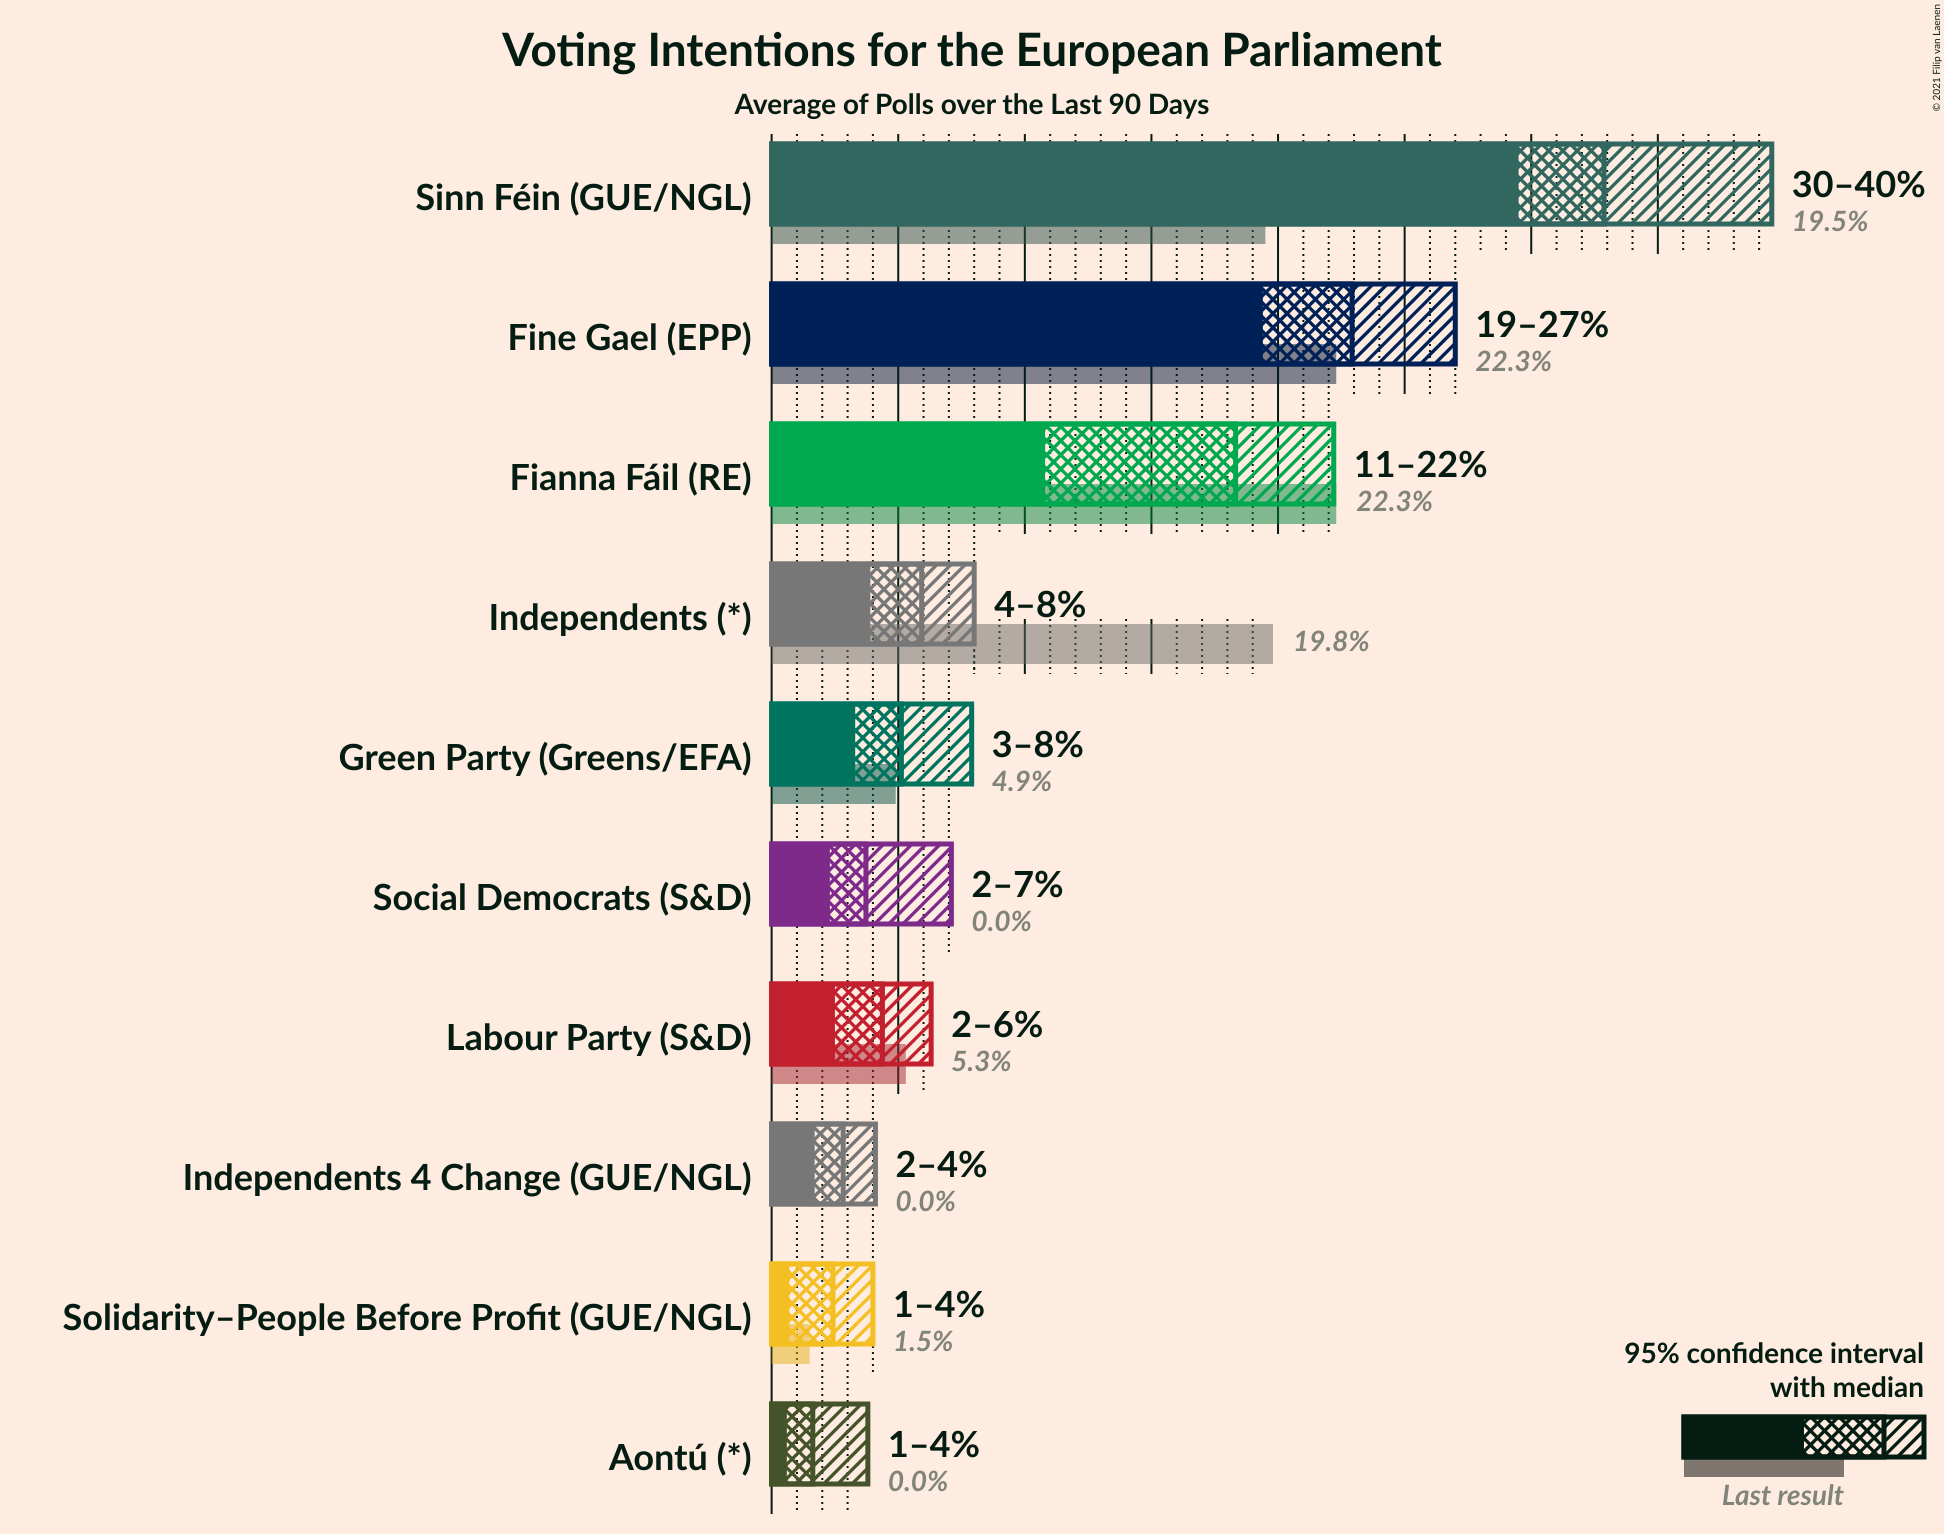 Voting Intentions for the European Parliament
Average of Polls over the Last 90 Days
© 2021 Filip van Laenen
Sinn Féin (GUE/NGL)
30–40%
19.5%
Fine Gael (EPP)
19–27%
22.3%
Fianna Fáil (RE)
11–22%
22.3%
Independents (*)
4–8%
19.8%
Green Party (Greens/EFA)
3–8%
4.9%
Social Democrats (S&D)
2–7%
0.0%
Labour Party (S&D)
2–6%
5.3%
Independents 4 Change (GUE/NGL)
2–4%
0.0%
Solidarity–People Before Profit (GUE/NGL)
1–4%
1.5%
Aontú (*)
1–4%
0.0%
95% confidence interval
with median
Last result